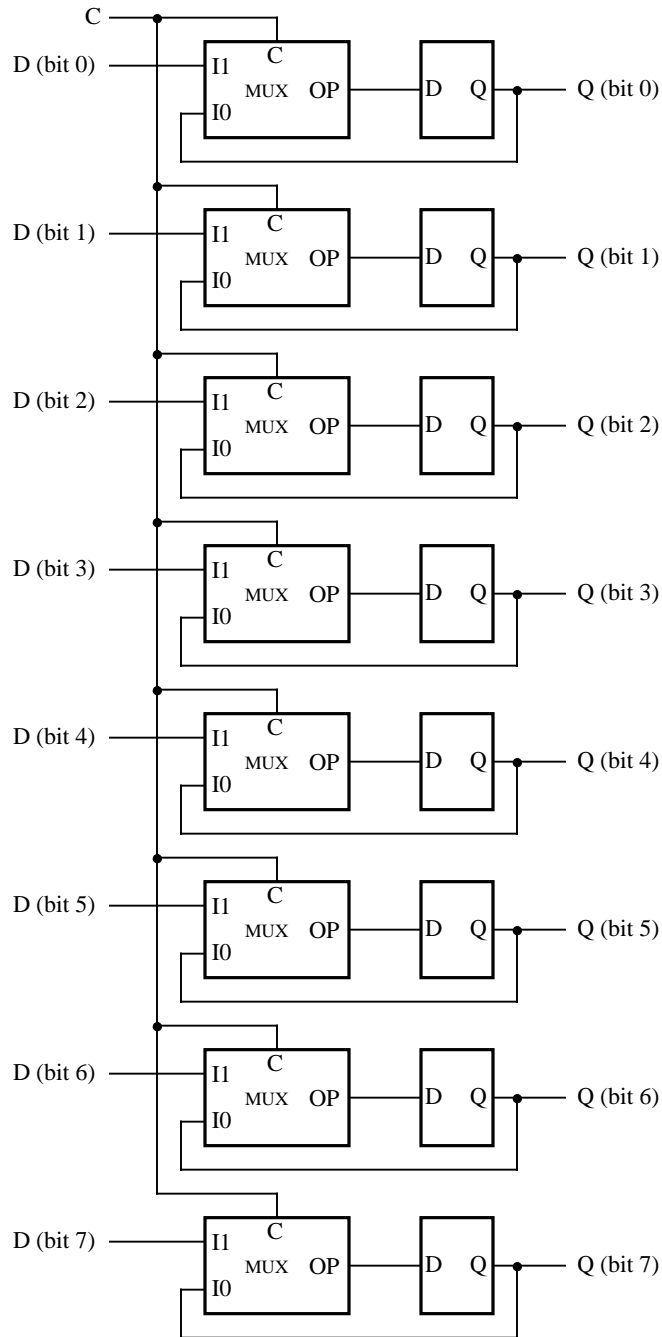 C
D (bit 0) I1 C MUX OP I0 D Q Q (bit 0)
D (bit 1) I1 C MUX OP I0 D Q Q (bit 1)
D (bit 2) I1 C MUX OP I0 D Q Q (bit 2)
D (bit 3) I1 C MUX OP I0 D Q Q (bit 3)
D (bit 4) I1 C MUX OP I0 D Q Q (bit 4)
D (bit 5) I1 C MUX OP I0 D Q Q (bit 5)
D (bit 6) I1 C MUX OP I0 D Q Q (bit 6)
D (bit 7) I1 C MUX OP I0 D Q Q (bit 7)